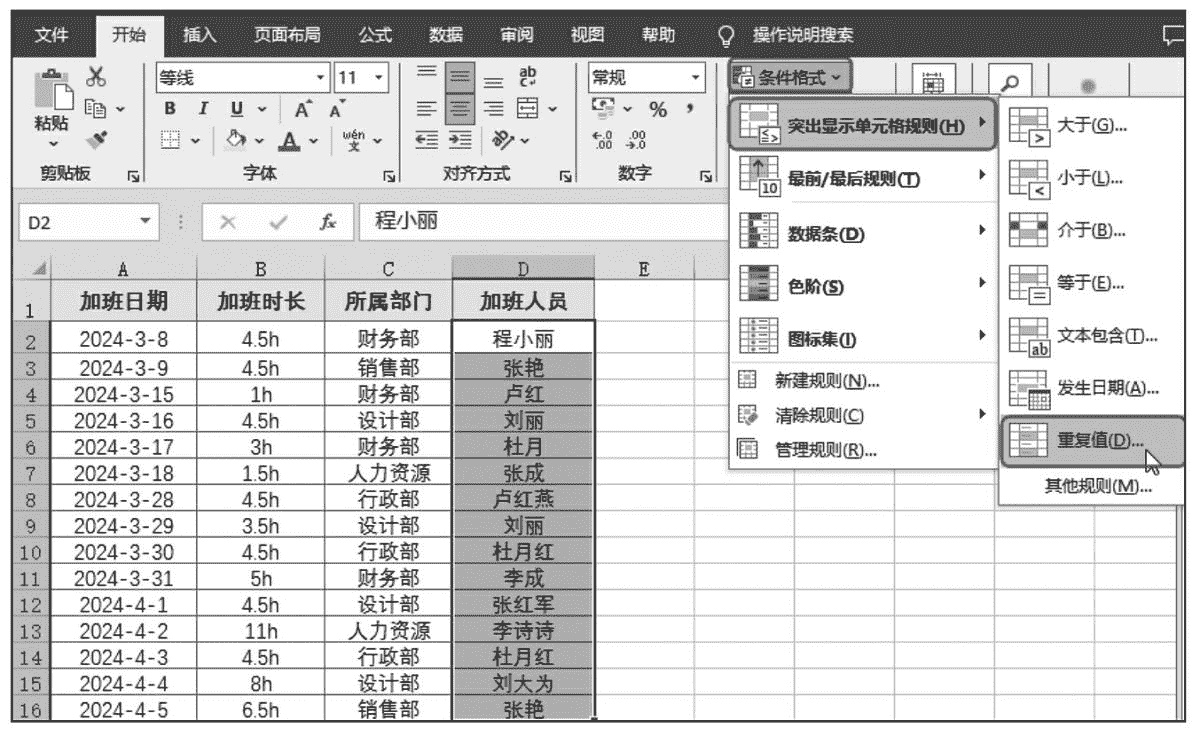 文件 开始 插入 页面布局 公式 数据 审阅 视图 帮助 操作说明搜索
等线 11 ab 常规 条件格式
粘贴 B I U A A % ,
A wén 文
剪贴板 字体 对齐方式 数字
突出显示单元格规则(H)
最前/最后规则(T)
数据条(D)
色阶(S)
图标集(I)
新建规则(N)...
清除规则(C)
管理规则(R)...
大于(G)...
小于(L)...
介于(B)...
等于(E)...
文本包含(T)...
发生日期(A)...
重复值(D)...
其他规则(M)...
D2 fx 程小丽
A B C D E
1 加班日期 加班时长 所属部门 加班人员
2 2024-3-8 4.5h 财务部 程小丽
3 2024-3-9 4.5h 销售部 张艳
4 2024-3-15 1h 财务部 卢红
5 2024-3-16 4.5h 设计部 刘丽
6 2024-3-17 3h 财务部 杜月
7 2024-3-18 1.5h 人力资源 张成
8 2024-3-28 4.5h 行政部 卢红燕
9 2024-3-29 3.5h 设计部 刘丽
10 2024-3-30 4.5h 行政部 杜月红
11 2024-3-31 5h 财务部 李成
12 2024-4-1 4.5h 设计部 张红军
13 2024-4-2 11h 人力资源 李诗诗
14 2024-4-3 4.5h 行政部 杜月红
15 2024-4-4 8h 设计部 刘大为
16 2024-4-5 6.5h 销售部 张艳